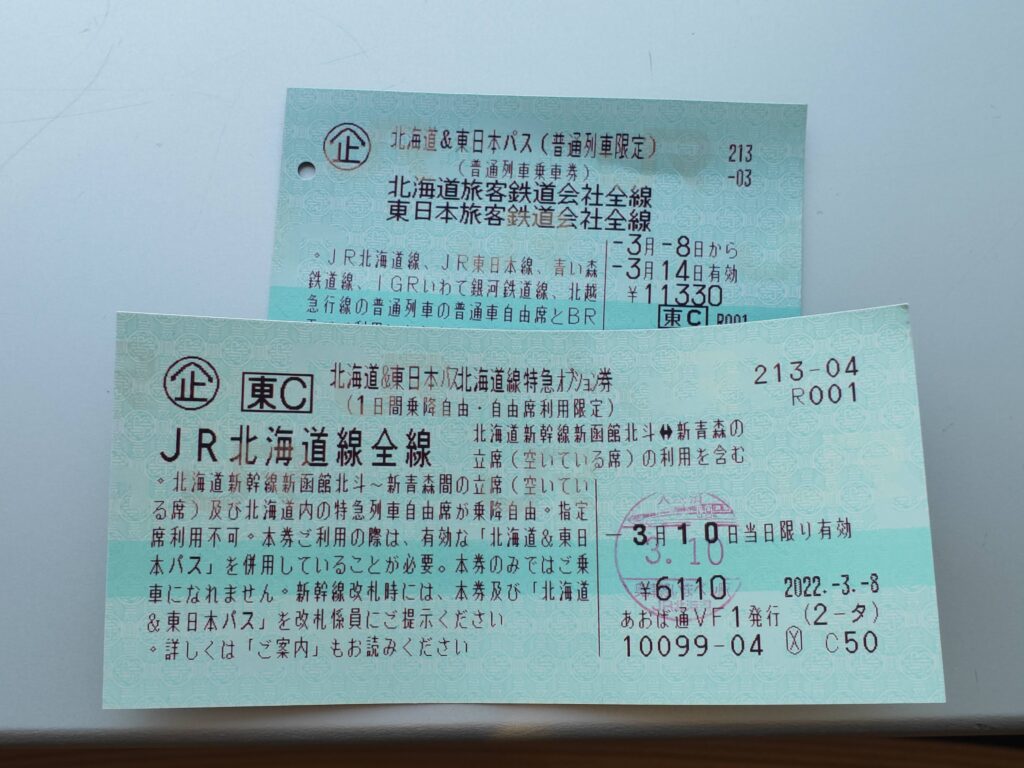 企 北海道&東日本パス(普通列車限定)
(普通列車乗車券)
213
-03
北海道旅客鉄道会社全線
東日本旅客鉄道会社全線
-3月-8日から
-3月14日有効
¥11330
東C R001
。JR北海道線、JR東日本線、青い森
鉄道線、IGRいわて銀河鉄道線、北越
急行線の普通列車の普通車自由席とBR
企 東C 北海道&東日本パス北海道線特急オプション券
(1日間乗降自由・自由席利用限定)
213-04
R001
JR北海道線全線
北海道新幹線新函館北斗⬌新青森の
立席(空いている席)の利用を含む
。北海道新幹線新函館北斗~新青森間の立席(空いてい
る席)及び北海道内の特急列車自由席が乗降自由。指定
席利用不可。本券ご利用の際は、有効な「北海道&東日
本パス」を併用していることが必要。本券のみではご乗
車になれません。新幹線改札時には、本券及び「北海道
&東日本パス」を改札係員にご提示ください
。詳しくは「ご案内」もお読みください
-3月10日当日限り有効
3.10
¥6110 2022.-3.-8
あおば通VF1発行 (2-タ)
10099-04 X C50